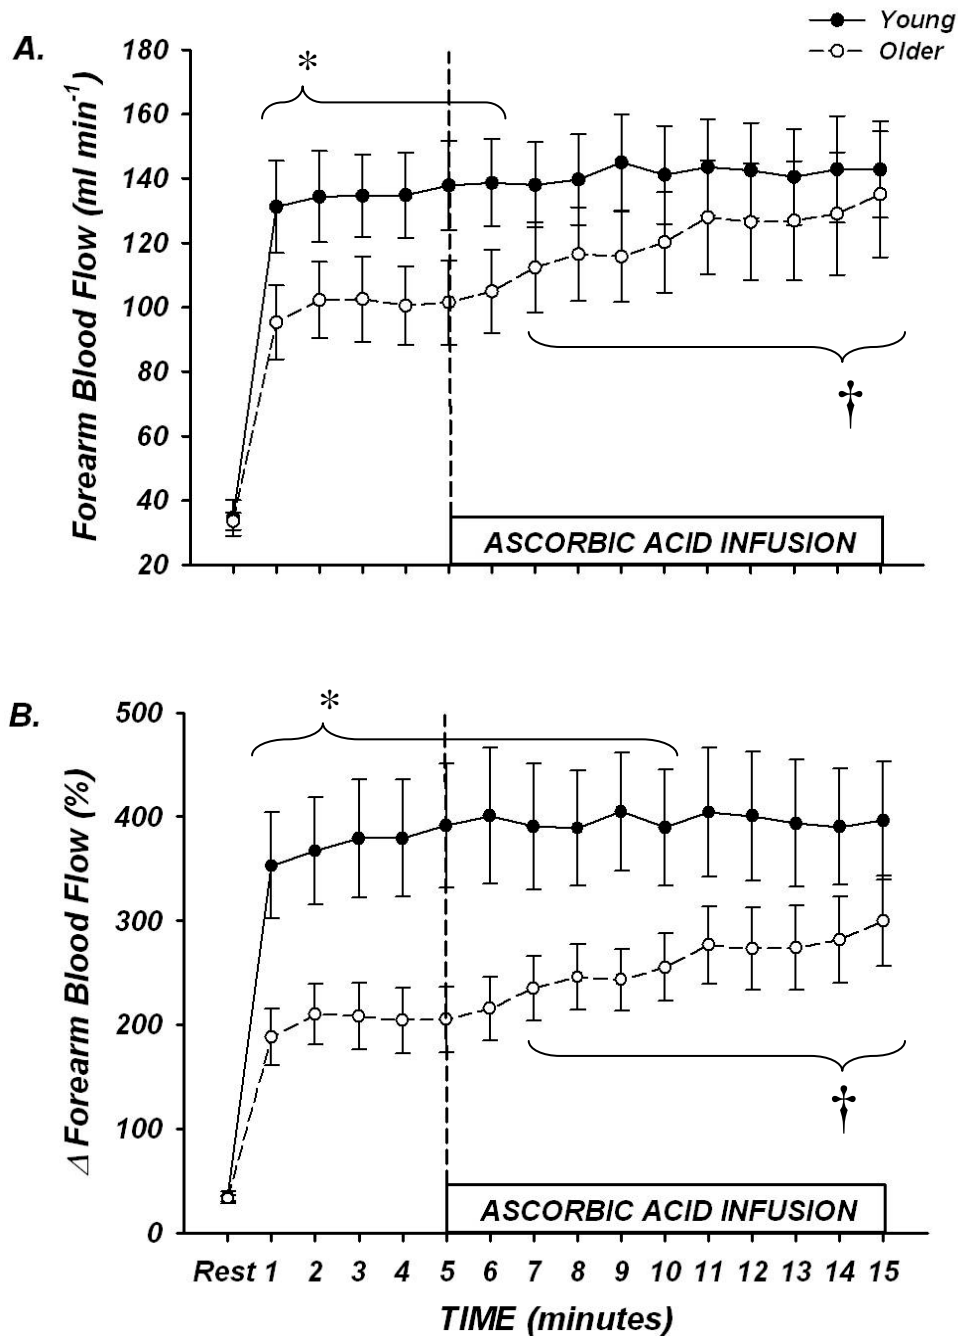 Young
Older
A.
*
Forearm Blood Flow (ml min⁻¹)
180
160
140
120
100
80
60
40
20
†
ASCORBIC ACID INFUSION
B.
*
Δ Forearm Blood Flow (%)
500
400
300
200
100
0
†
ASCORBIC ACID INFUSION
Rest 1 2 3 4 5 6 7 8 9 10 11 12 13 14 15
TIME (minutes)